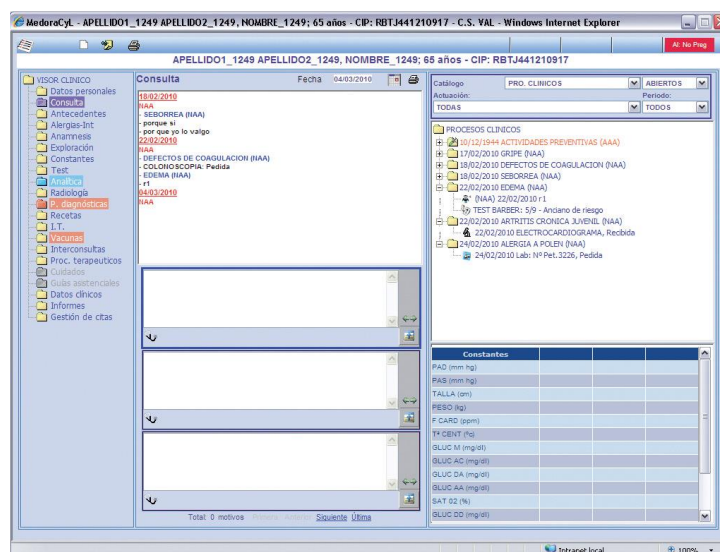 MedoraCyL - APELLIDO1_1249 APELLIDO2_1249, NOMBRE_1249; 65 años - CIP: RBTJ441210917 - C.S. VAL - Windows Internet Explorer
Al: No Preg
APELLIDO1_1249 APELLIDO2_1249, NOMBRE_1249; 65 años - CIP: RBTJ441210917
VISOR CLINICO
Datos personales
Consulta
Antecedentes
Alergias-Int
Anamnesis
Exploración
Constantes
Test
Analítica
Radiología
P. diagnósticas
Recetas
I.T.
Vacunas
Interconsultas
Proc. terapeuticos
Cuidados
Guías asistenciales
Datos clínicos
Informes
Gestión de citas
Consulta Fecha 04/03/2010
18/02/2010
NAA
- SEBORREA (NAA)
- porque si
- por que yo lo valgo
22/02/2010
NAA
- DEFECTOS DE COAGULACION (NAA)
- COLONOSCOPIA: Pedida
- EDEMA (NAA)
- r1
04/03/2010
NAA
Total: 0 motivos Primera Anterior Siguiente Última
Catálogo PRO. CLINICOS ABIERTOS
Actuación: Periodo:
TODAS TODOS
PROCESOS CLINICOS
10/12/1944 ACTIVIDADES PREVENTIVAS (AAA)
17/02/2010 GRIPE (NAA)
18/02/2010 DEFECTOS DE COAGULACION (NAA)
18/02/2010 SEBORREA (NAA)
22/02/2010 EDEMA (NAA)
(NAA) 22/02/2010 r1
TEST BARBER: 5/9 - Anciano de riesgo
22/02/2010 ARTRITIS CRONICA JUVENIL (NAA)
22/02/2010 ELECTROCARDIOGRAMA, Recibida
24/02/2010 ALERGIA A POLEN (NAA)
24/02/2010 Lab: Nº Pet.3226, Pedida
Constantes
PAD (mm hg)
PAS (mm hg)
TALLA (cm)
PESO (kg)
F CARD (ppm)
Tª CENT (ºc)
GLUC M (mg/dl)
GLUC AC (mg/dl)
GLUC DA (mg/dl)
GLUC AA (mg/dl)
SAT 02 (%)
GLUC DD (mg/dl)
Intranet local 100%